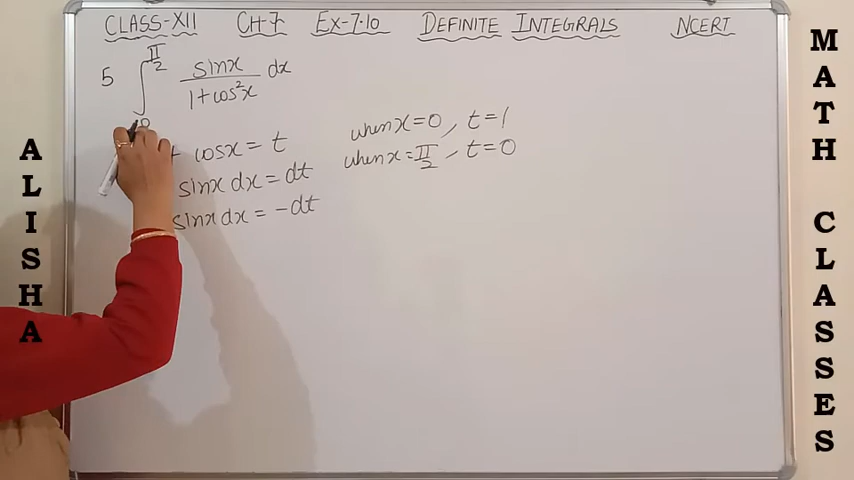 CLASS-XII CH-7 EX-7.10 DEFINITE INTEGRALS NCERT
5 ∫₀^(π/2) sinx / (1+cos²x) dx
cosx = t
sinx dx = dt
sinx dx = -dt
when x=0, t=1
when x=π/2, t=0
ALISHA
MATH CLASSES